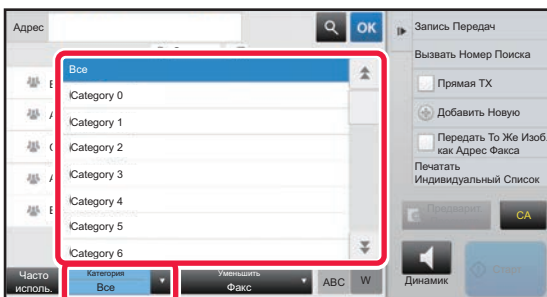 Адрес
OK
Все
Category 0
Category 1
Category 2
Category 3
Category 4
Category 5
Category 6
Часто
исполь.
Категория
Все
Уменьшить
Факс
ABC
W
Запись Передач
Вызвать Номер Поиска
Прямая TX
Добавить Новую
Передать То Же Изоб.
как Адрес Факса
Печатать
Индивидуальный Список
Предварит.
CA
Динамик
Старт